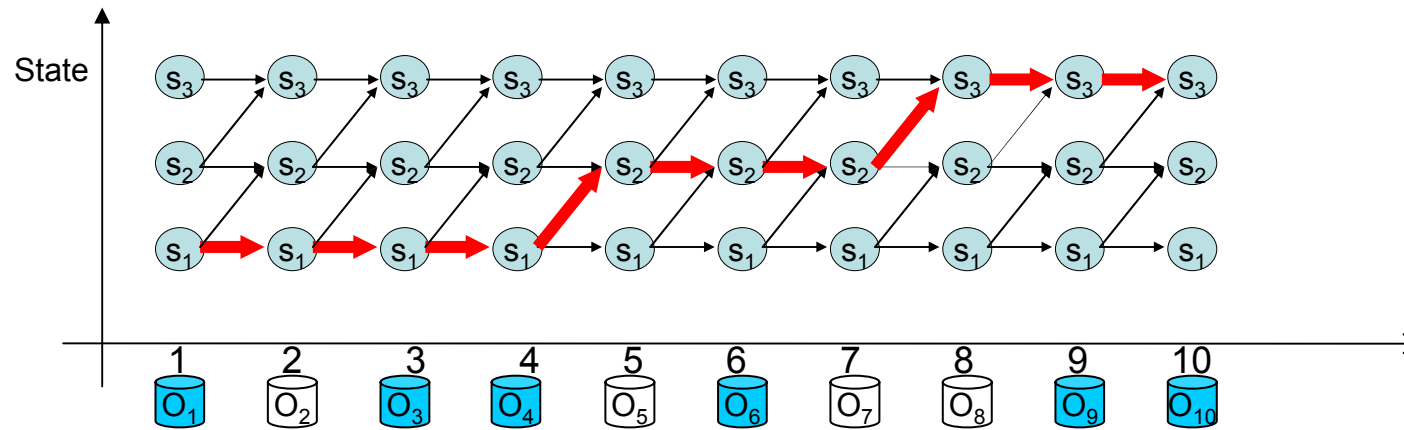 State
s₃ s₃ s₃ s₃ s₃ s₃ s₃ s₃ s₃ s₃
s₂ s₂ s₂ s₂ s₂ s₂ s₂ s₂ s₂ s₂
s₁ s₁ s₁ s₁ s₁ s₁ s₁ s₁ s₁ s₁
1 2 3 4 5 6 7 8 9 10
O₁ O₂ O₃ O₄ O₅ O₆ O₇ O₈ O₉ O₁₀